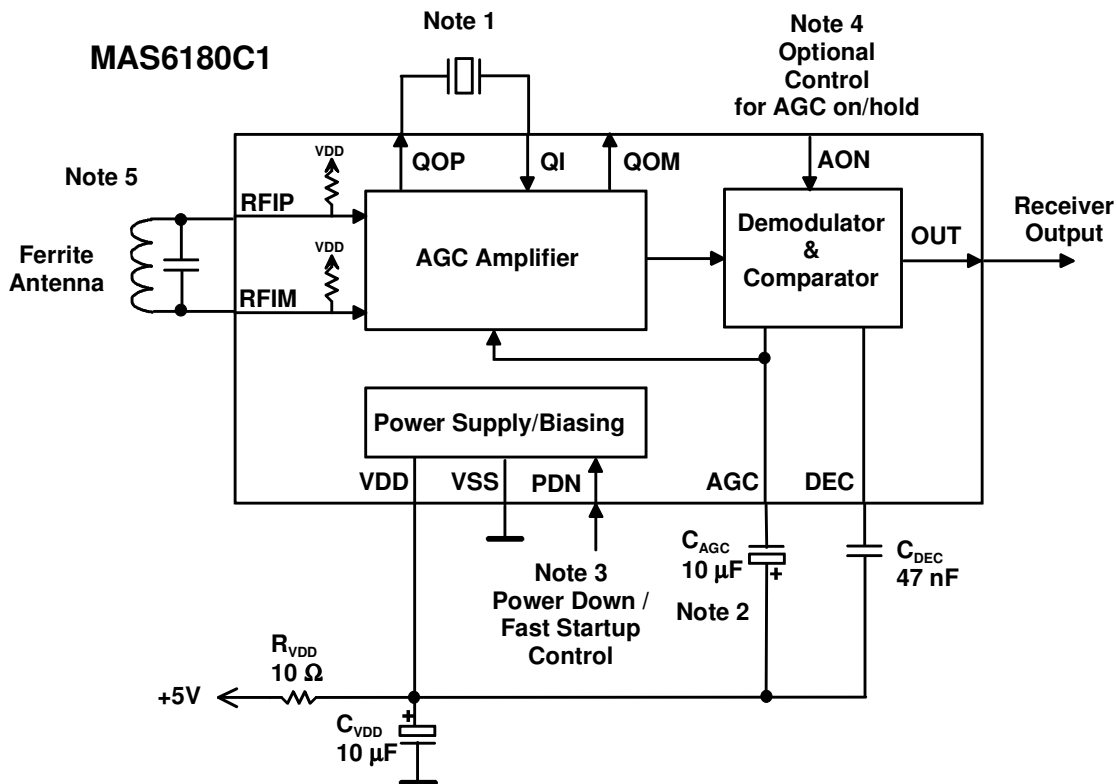 MAS6180C1
Note 1
Note 4
Optional
Control
for AGC on/hold
QOP
QI
QOM
AON
Note 5
VDD
RFIP
Ferrite
Antenna
VDD
RFIM
AGC Amplifier
Demodulator
&
Comparator
OUT
Receiver
Output
Power Supply/Biasing
VDD
VSS
PDN
AGC
DEC
Note 3
Power Down /
Fast Startup
Control
CAGC
10 µF
+
Note 2
CDEC
47 nF
RVDD
10 Ω
+5V
CVDD
10 µF
+